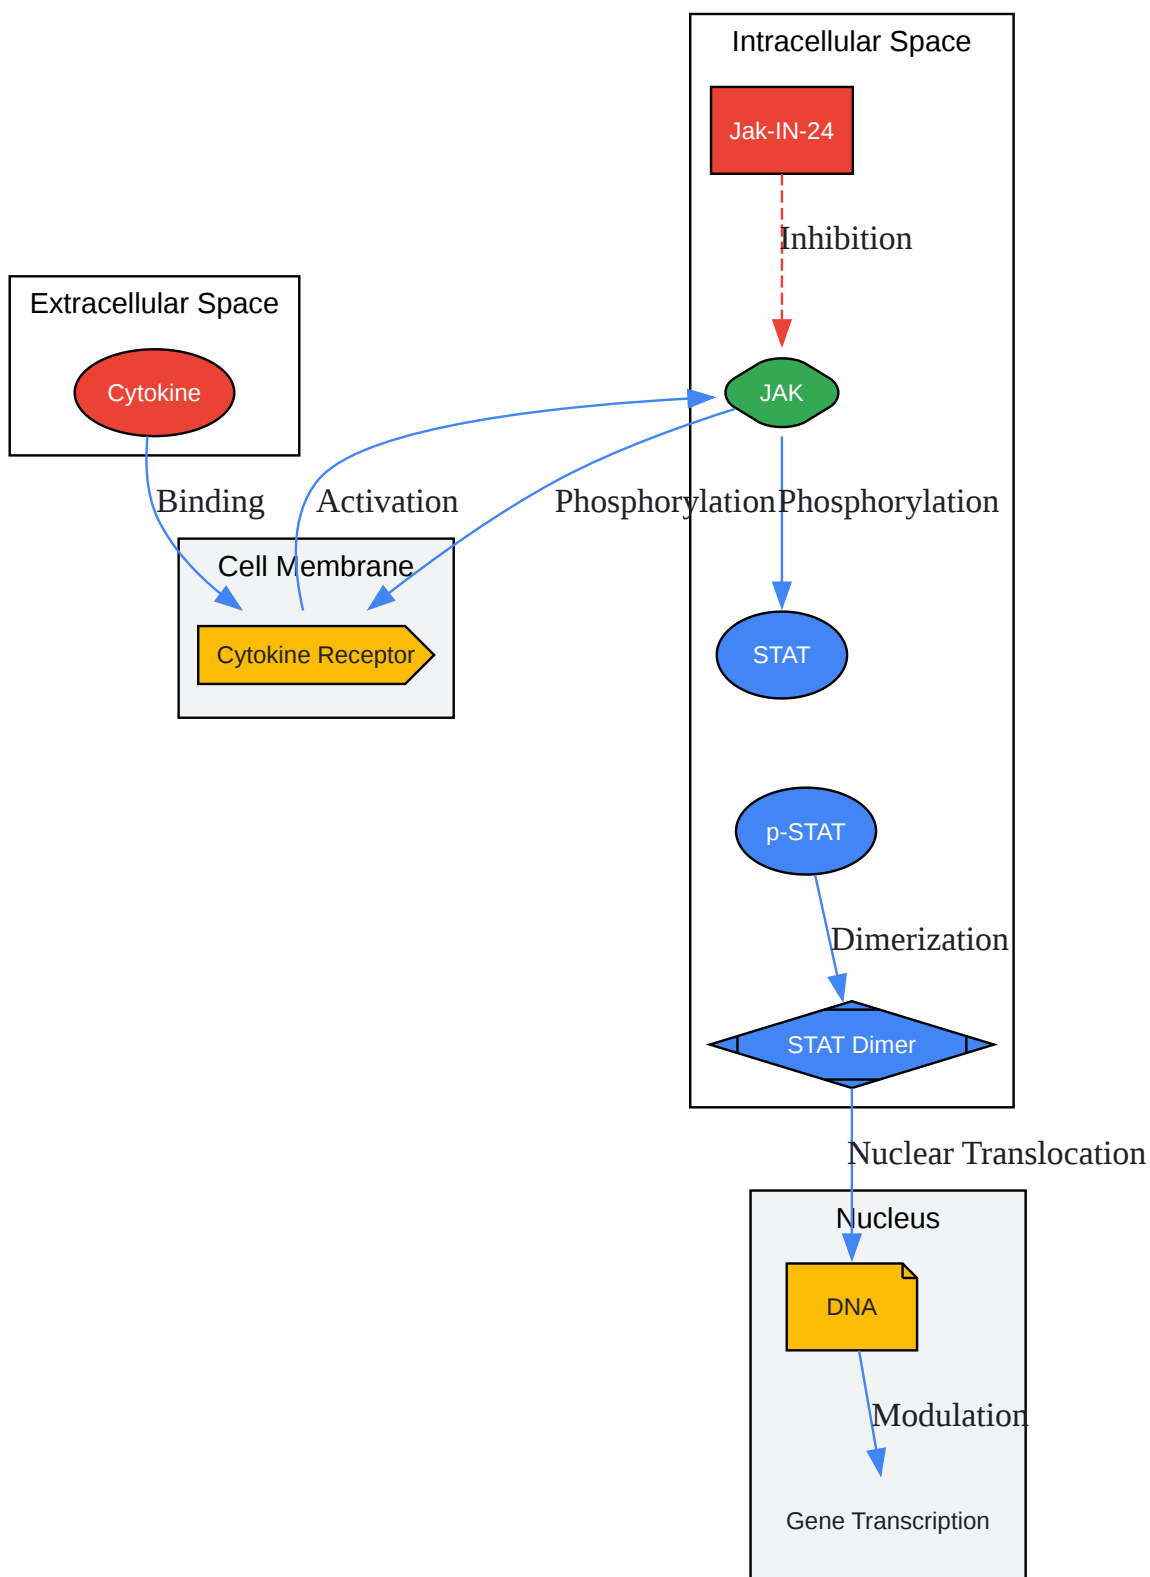 Intracellular Space
Jak-IN-24
Inhibition
Extracellular Space
Cytokine
JAK
Binding
Activation
Phosphorylation
Phosphorylation
Cell Membrane
Cytokine Receptor
STAT
p-STAT
Dimerization
STAT Dimer
Nuclear Translocation
Nucleus
DNA
Modulation
Gene Transcription